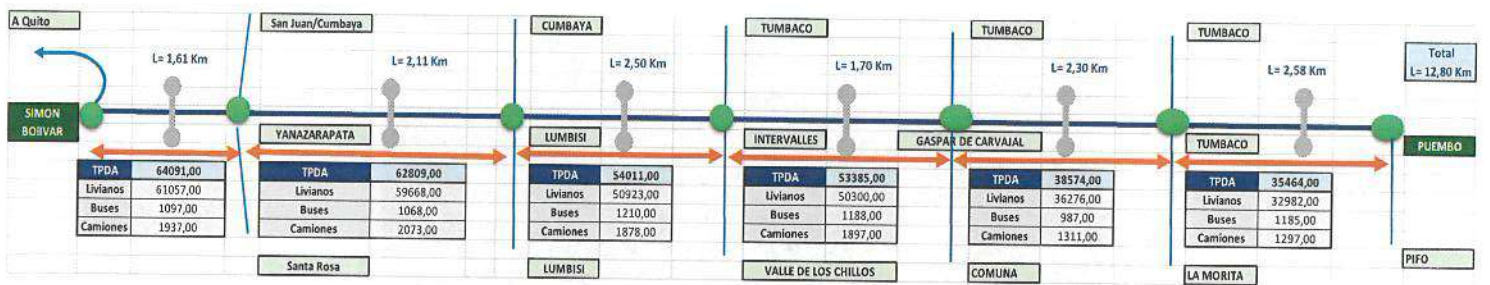 A Quito
San Juan/Cumbaya
CUMBAYA
TUMBACO
TUMBACO
TUMBACO
L= 1,61 Km
L= 2,11 Km
L= 2,50 Km
L= 1,70 Km
L= 2,30 Km
L= 2,58 Km
Total
L= 12,80 Km
SIMON
BOLIVAR
YANAZARAPATA
LUMBISI
INTERVALLES
GASPAR DE CARVAJAL
TUMBACO
PUEMBO
TPDA 64091,00
Livianos 61057,00
Buses 1097,00
Camiones 1937,00
TPDA 62809,00
Livianos 59668,00
Buses 1068,00
Camiones 2073,00
TPDA 54011,00
Livianos 50923,00
Buses 1210,00
Camiones 1878,00
TPDA 53385,00
Livianos 50300,00
Buses 1188,00
Camiones 1897,00
TPDA 38574,00
Livianos 36276,00
Buses 987,00
Camiones 1311,00
TPDA 35464,00
Livianos 32982,00
Buses 1185,00
Camiones 1297,00
Santa Rosa
LUMBISI
VALLE DE LOS CHILLOS
COMUNA
LA MORITA
PIFO